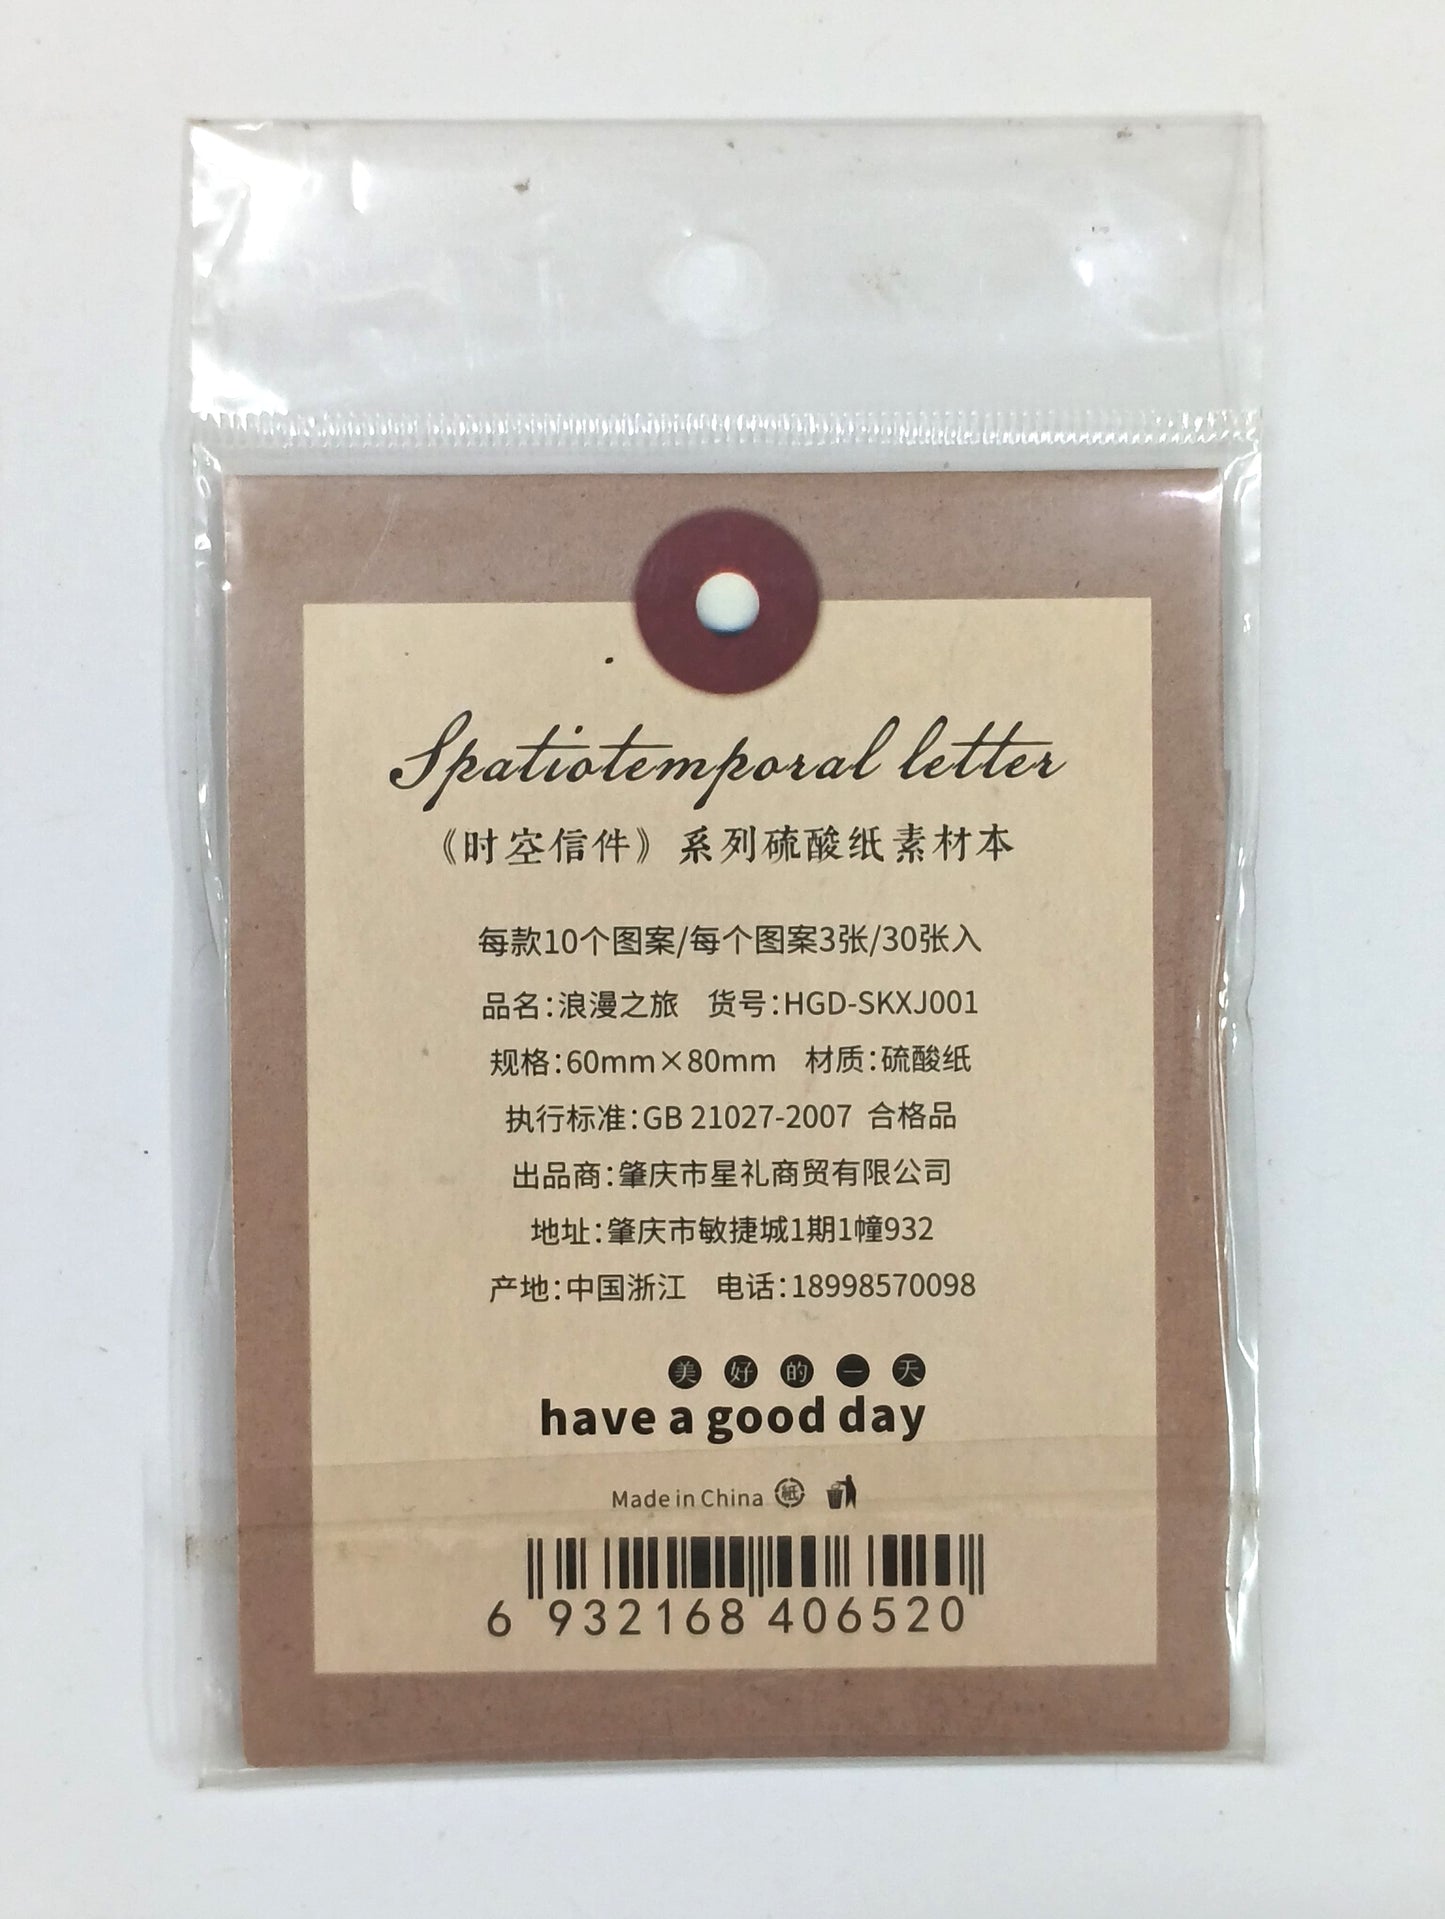 Spatiotemporal letter
《时空信件》系列硫酸纸素材本
每款10个图案/每个图案3张/30张入
品名：浪漫之旅 货号：HGD-SKXJ001
规格：60mm×80mm 材质：硫酸纸
执行标准：GB 21027-2007 合格品
出品商：肇庆市星礼商贸有限公司
地址：肇庆市敏捷城1期1幢932
产地：中国浙江 电话：18998570098
美好的一天
have a good day
Made in China 紙
6 932168 406520